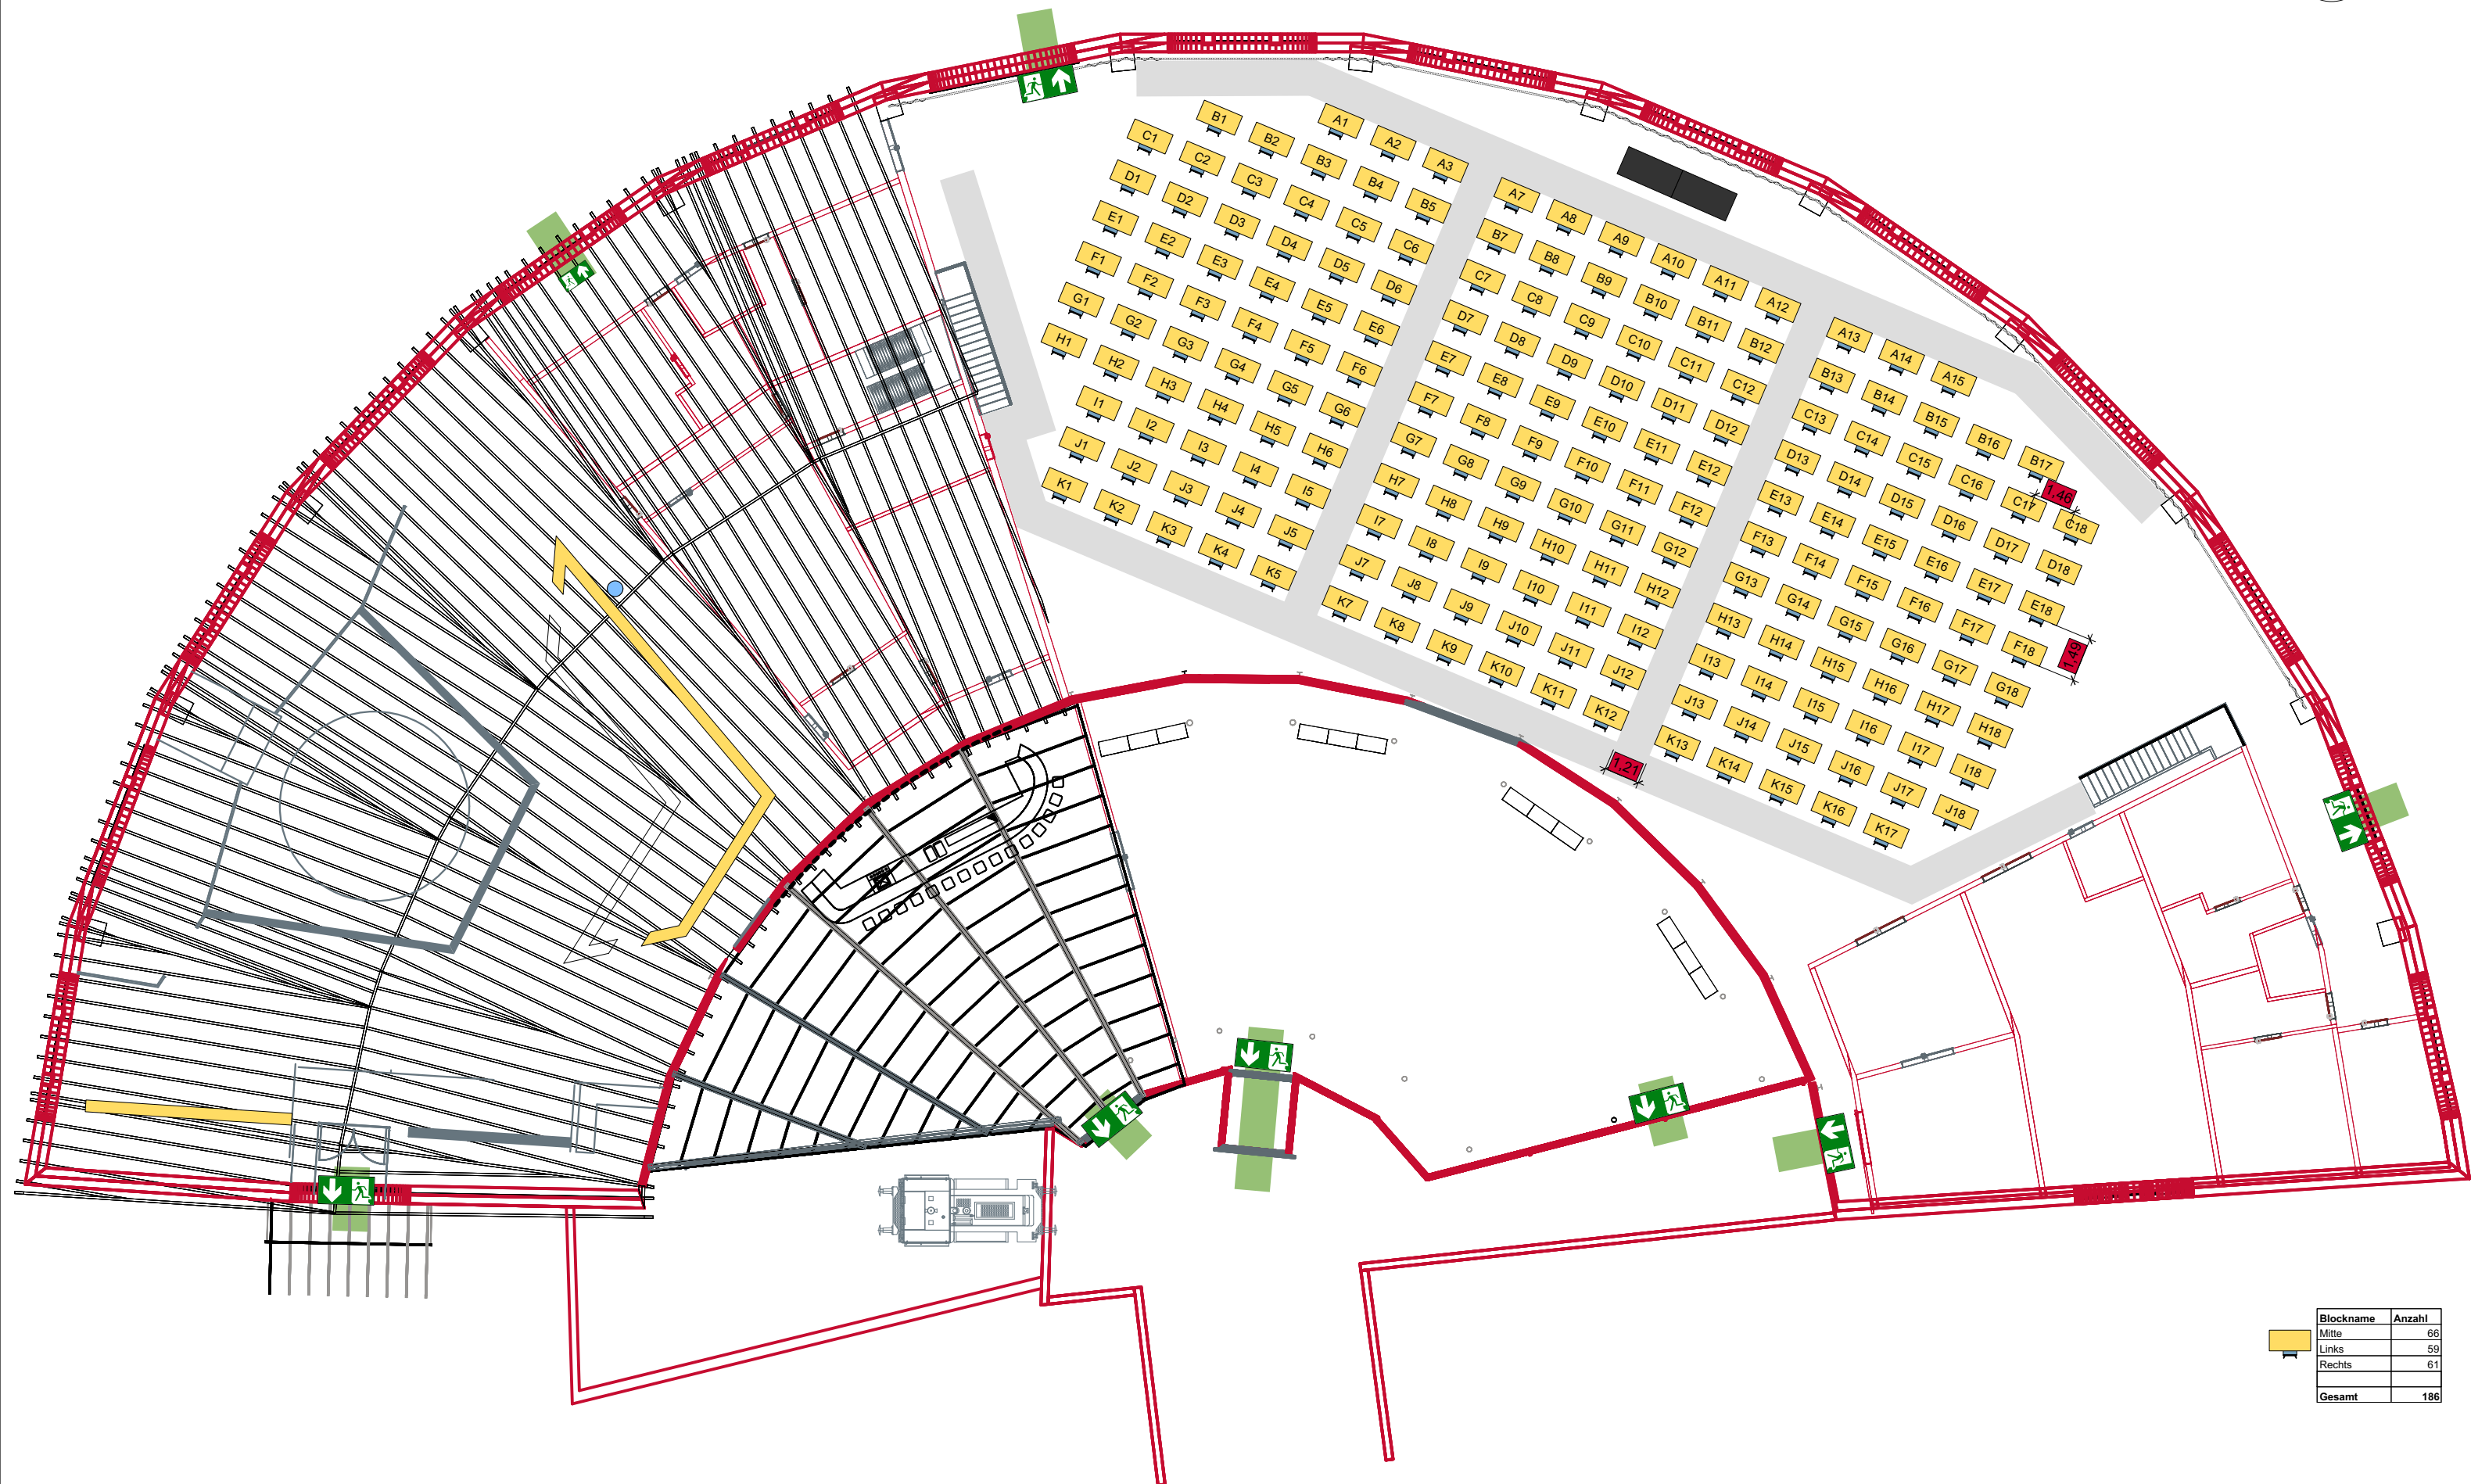 A1 A2 A3
B1 B2 B3 B4 B5
C1 C2 C3 C4 C5 C6
D1 D2 D3 D4 D5 D6
E1 E2 E3 E4 E5 E6
F1 F2 F3 F4 F5 F6
G1 G2 G3 G4 G5 G6
H1 H2 H3 H4 H5 H6
I1 I2 I3 I4 I5
J1 J2 J3 J4 J5
K1 K2 K3 K4 K5
A7 A8 A9 A10 A11 A12
B7 B8 B9 B10 B11 B12
C7 C8 C9 C10 C11 C12
D7 D8 D9 D10 D11 D12
E7 E8 E9 E10 E11 E12
F7 F8 F9 F10 F11 F12
G7 G8 G9 G10 G11 G12
H7 H8 H9 H10 H11 H12
I7 I8 I9 I10 I11 I12
J7 J8 J9 J10 J11 J12
K7 K8 K9 K10 K11 K12
A13 A14 A15
B13 B14 B15 B16 B17
C13 C14 C15 C16 C17 C18
D13 D14 D15 D16 D17 D18
E13 E14 E15 E16 E17 E18
F13 F14 F15 F16 F17 F18
G13 G14 G15 G16 G17 G18
H13 H14 H15 H16 H17 H18
I13 I14 I15 I16 I17 I18
J13 J14 J15 J16 J17 J18
K13 K14 K15 K16 K17
1.46
1.49
1.21
Blockname Anzahl
Mitte 66
Links 59
Rechts 61
Gesamt 186